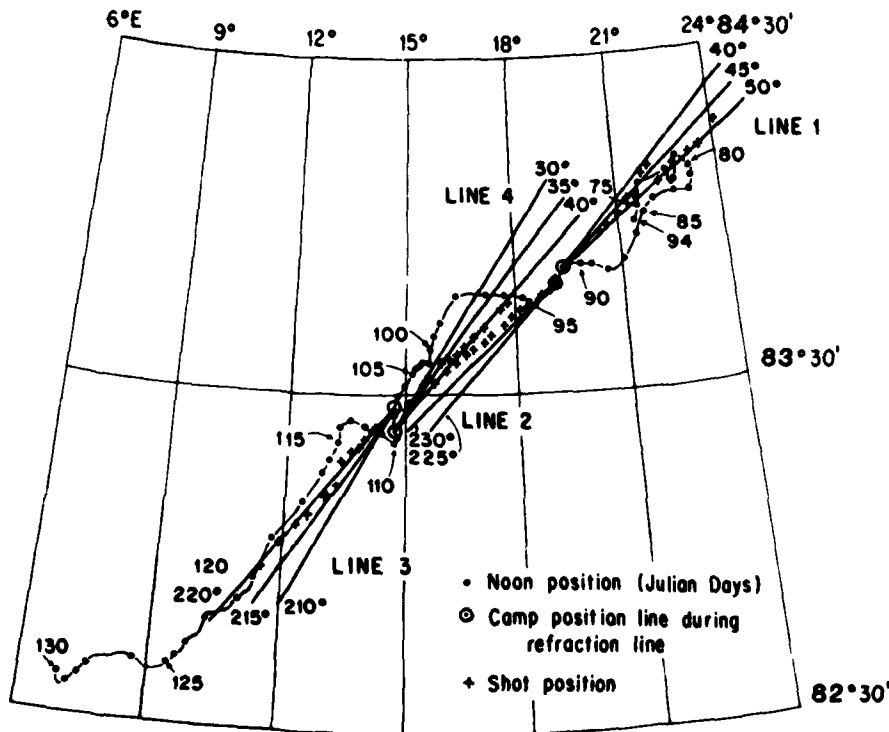 6°E 9° 12° 15° 18° 21° 24° 84°30'
40°
45°
50°
LINE 1
80
30°
35°
40°
75
LINE 4
85
94
90
95
100
105
83°30'
115
LINE 2
230°
225°
110
LINE 3
120
220°
215°
210°
• Noon position (Julian Days)
⊙ Camp position line during
refraction line
+ Shot position
130
125
82°30'